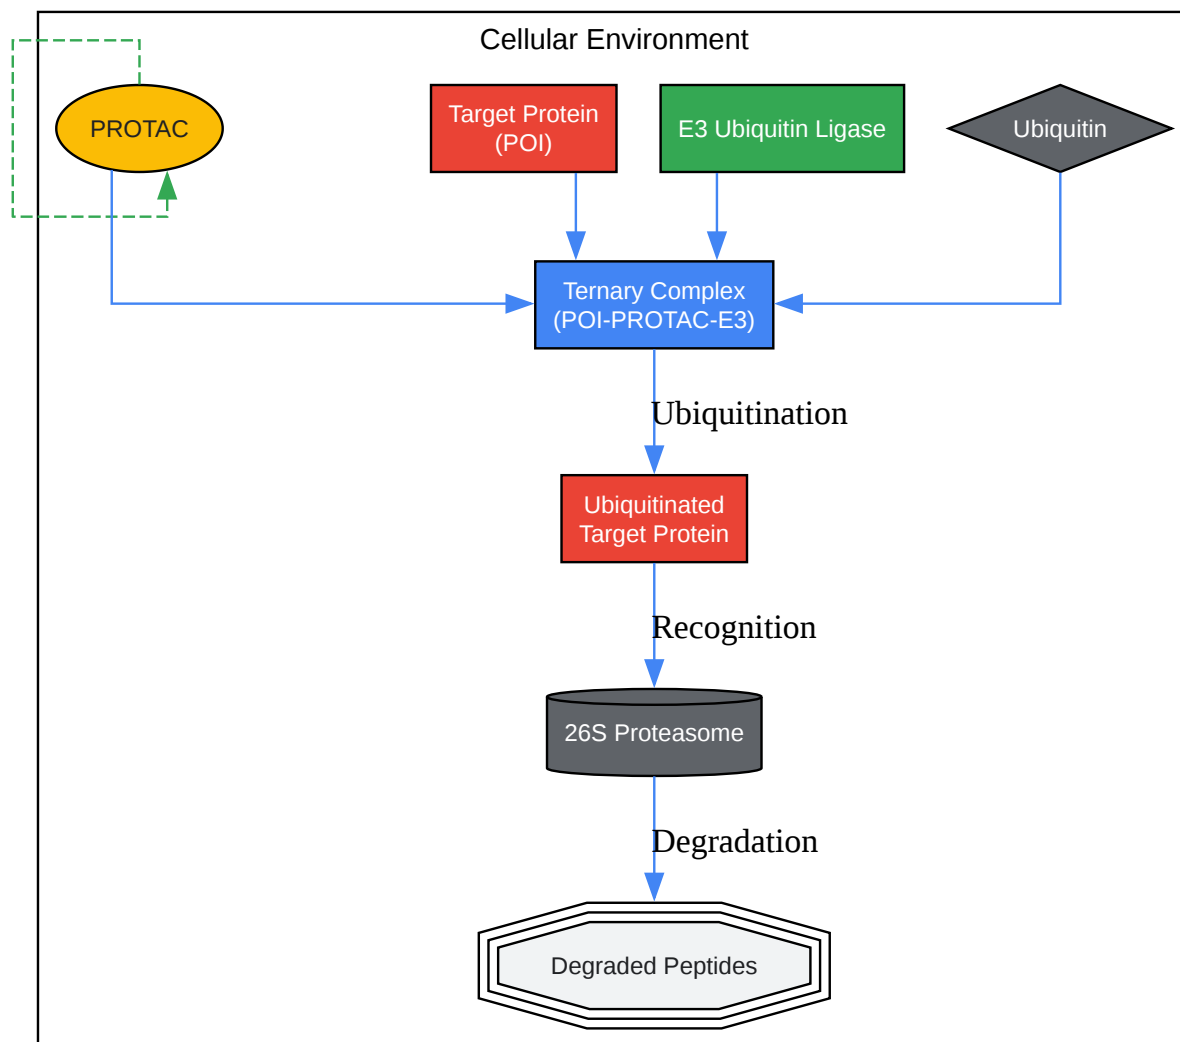 Cellular Environment
PROTAC
Target Protein
(POI)
E3 Ubiquitin Ligase
Ubiquitin
Ternary Complex
(POI-PROTAC-E3)
Ubiquitination
Ubiquitinated
Target Protein
Recognition
26S Proteasome
Degradation
Degraded Peptides